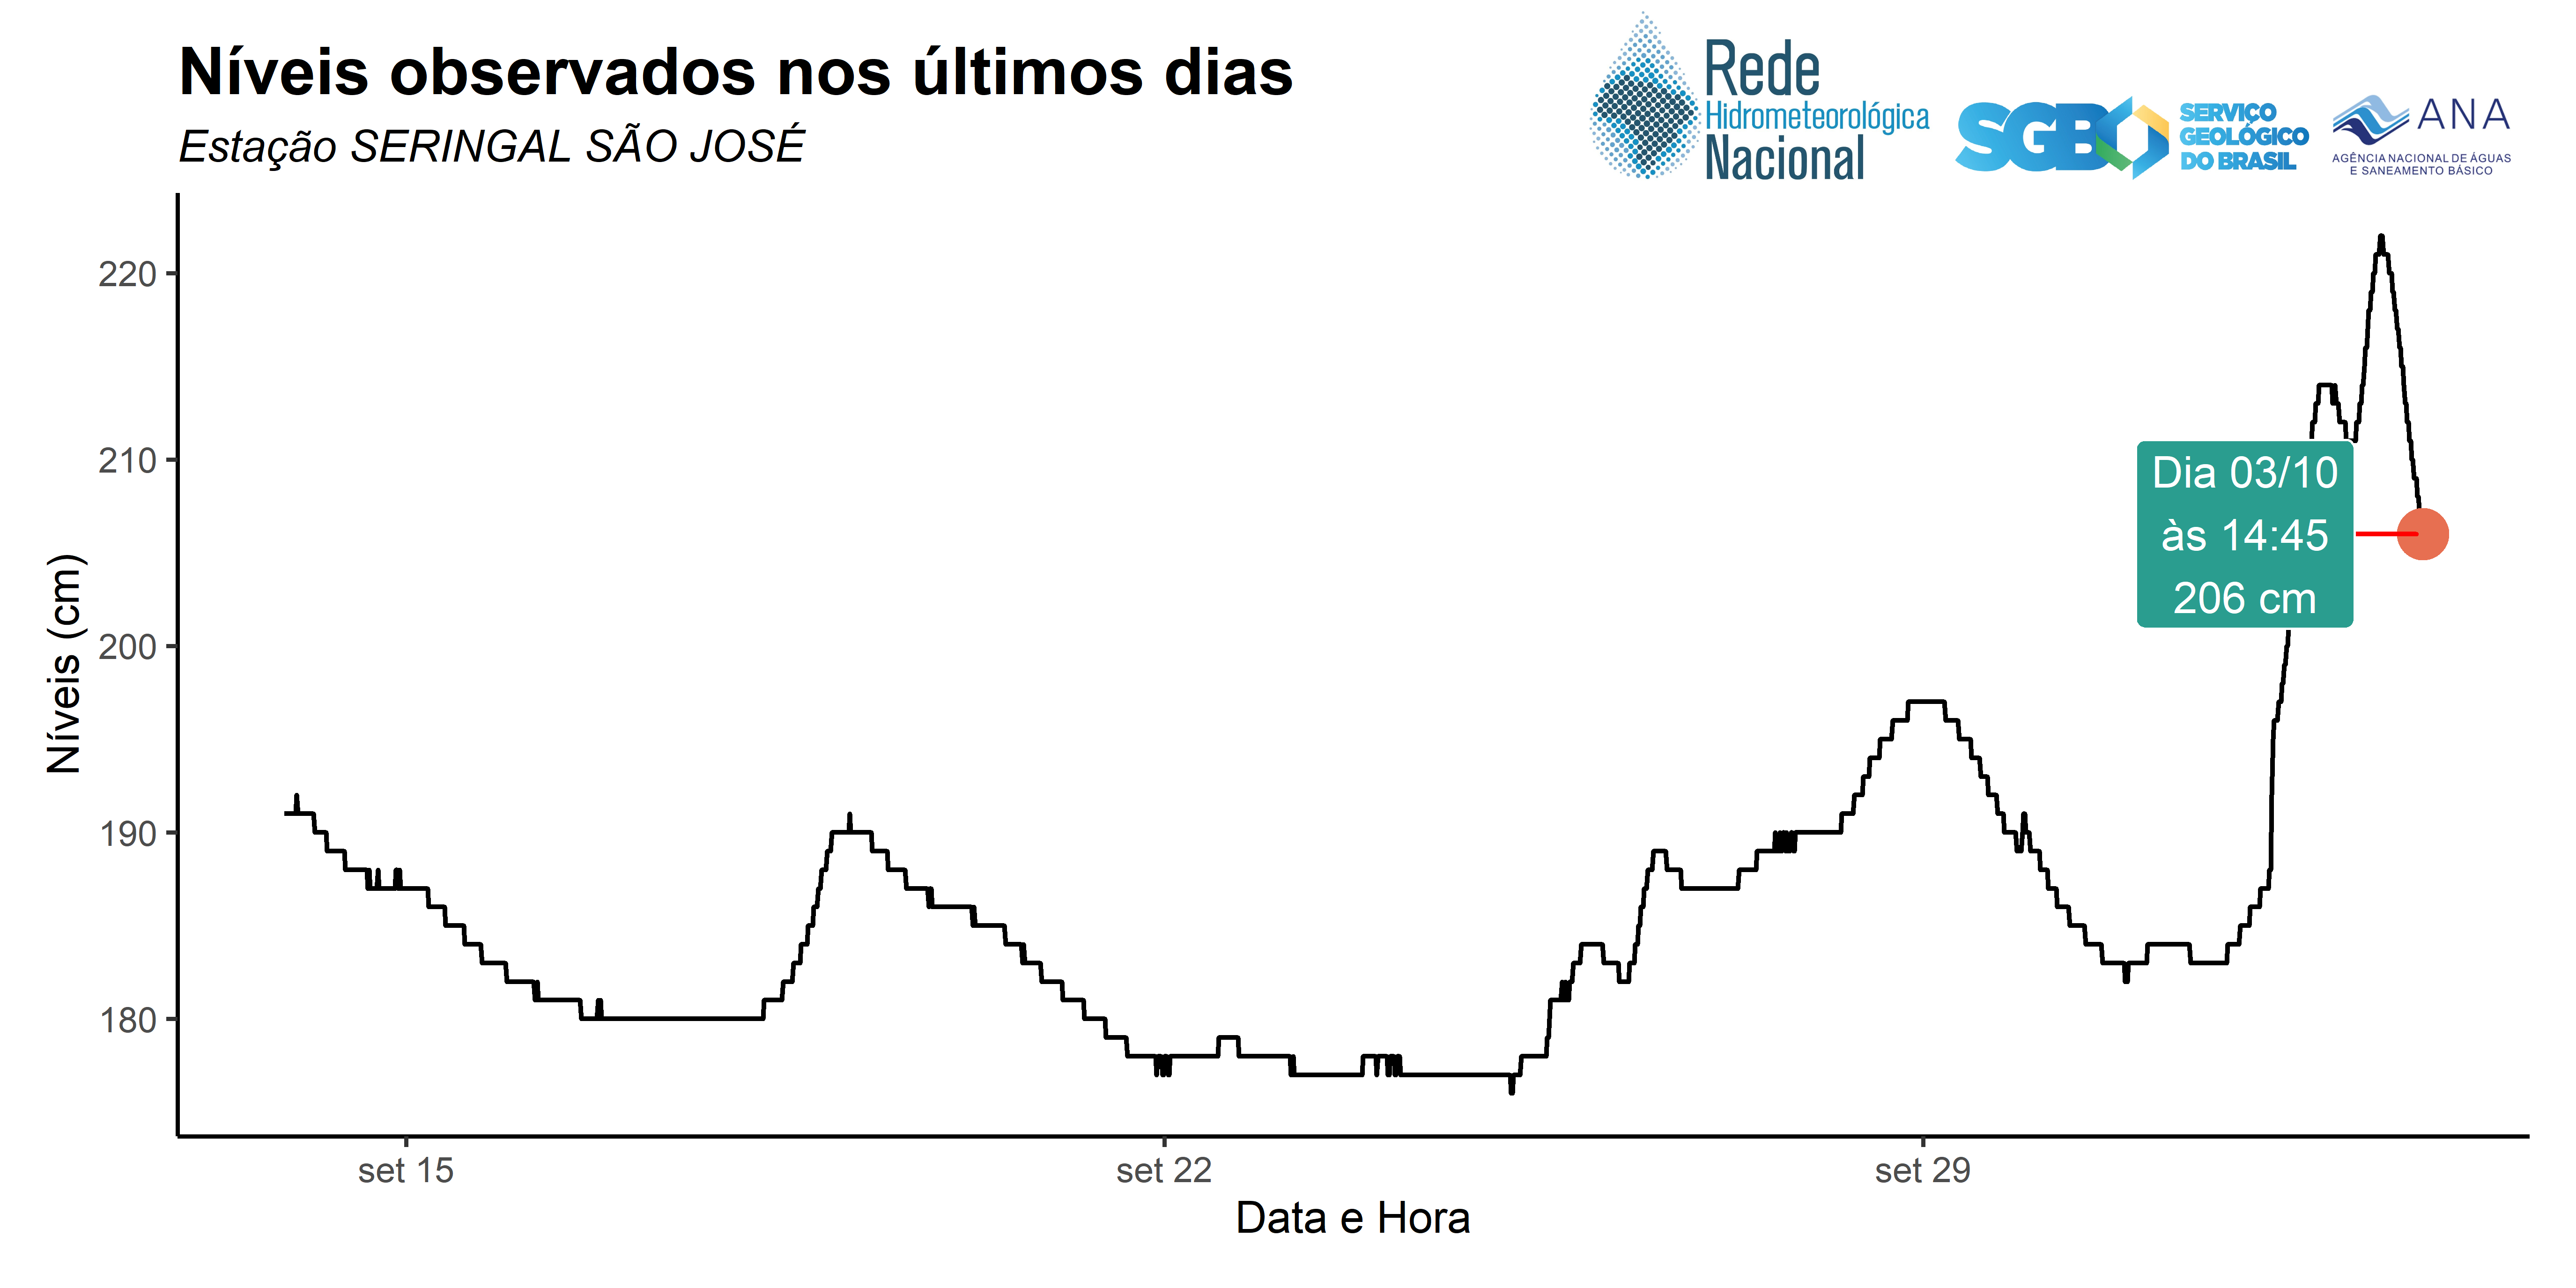 Níveis observados nos últimos dias
Estação SERINGAL SÃO JOSÉ
Rede
Hidrometeorológica
Nacional
SGB
SERVIÇO
GEOLÓGICO
DO BRASIL
ANA
AGÊNCIA NACIONAL DE ÁGUAS
E SANEAMENTO BÁSICO
Níveis (cm)
220
210
200
190
180
Dia 03/10
às 14:45
206 cm
set 15
set 22
set 29
Data e Hora